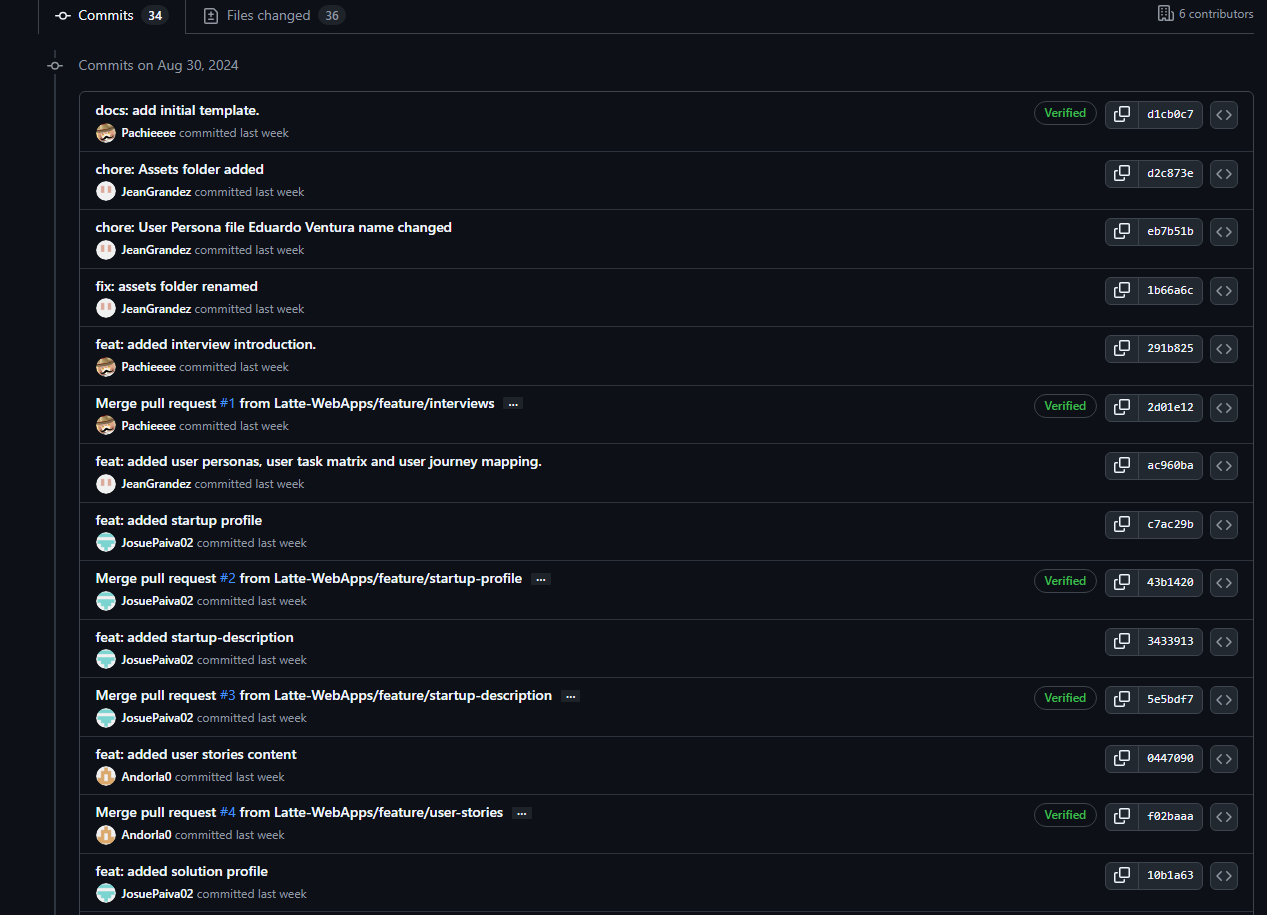 Commits 34 Files changed 36 6 contributors
Commits on Aug 30, 2024
docs: add initial template.
Pachieeee committed last week
Verified d1cb0c7
chore: Assets folder added
JeanGrandez committed last week
d2c873e
chore: User Persona file Eduardo Ventura name changed
JeanGrandez committed last week
eb7b51b
fix: assets folder renamed
JeanGrandez committed last week
1b66a6c
feat: added interview introduction.
Pachieeee committed last week
291b825
Merge pull request #1 from Latte-WebApps/feature/interviews ...
Pachieeee committed last week
Verified 2d01e12
feat: added user personas, user task matrix and user journey mapping.
JeanGrandez committed last week
ac960ba
feat: added startup profile
JosuePaiva02 committed last week
c7ac29b
Merge pull request #2 from Latte-WebApps/feature/startup-profile ...
JosuePaiva02 committed last week
Verified 43b1420
feat: added startup-description
JosuePaiva02 committed last week
3433913
Merge pull request #3 from Latte-WebApps/feature/startup-description ...
JosuePaiva02 committed last week
Verified 5e5bdf7
feat: added user stories content
Andorla0 committed last week
0447090
Merge pull request #4 from Latte-WebApps/feature/user-stories ...
Andorla0 committed last week
Verified f02baaa
feat: added solution profile
JosuePaiva02 committed last week
10b1a63